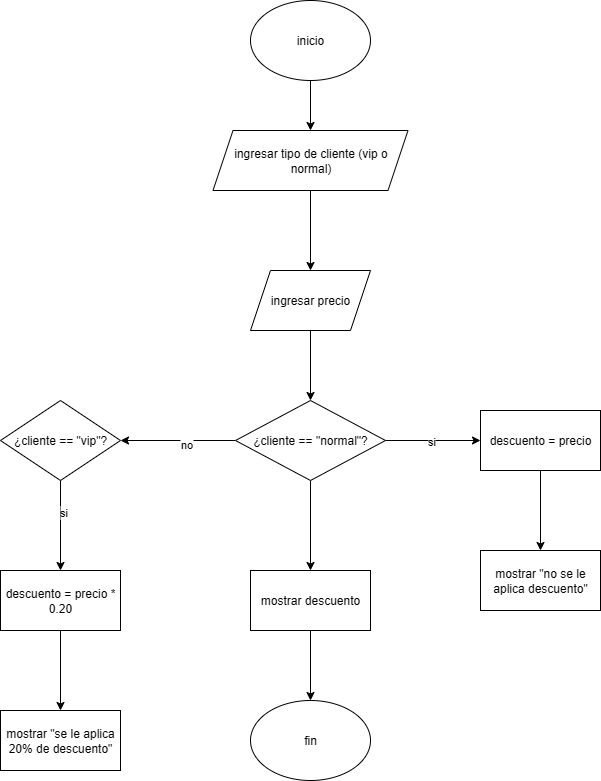 inicio
ingresar tipo de cliente (vip o
normal)
ingresar precio
¿cliente == "vip"?
no
¿cliente == "normal"?
si
descuento = precio
si
descuento = precio *
0.20
mostrar descuento
mostrar "no se le
aplica descuento"
mostrar "se le aplica
20% de descuento"
fin